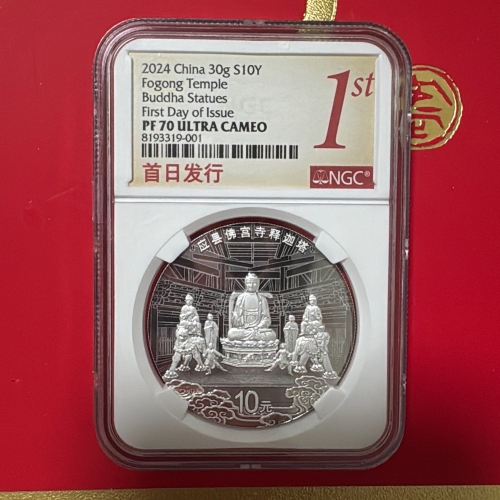 2024 China 30g S10Y
Fogong Temple
Buddha Statues
First Day of Issue
PF 70 ULTRA CAMEO
8193319-001
首日发行
1st
NGC®
应县佛宫寺释迦塔
10元